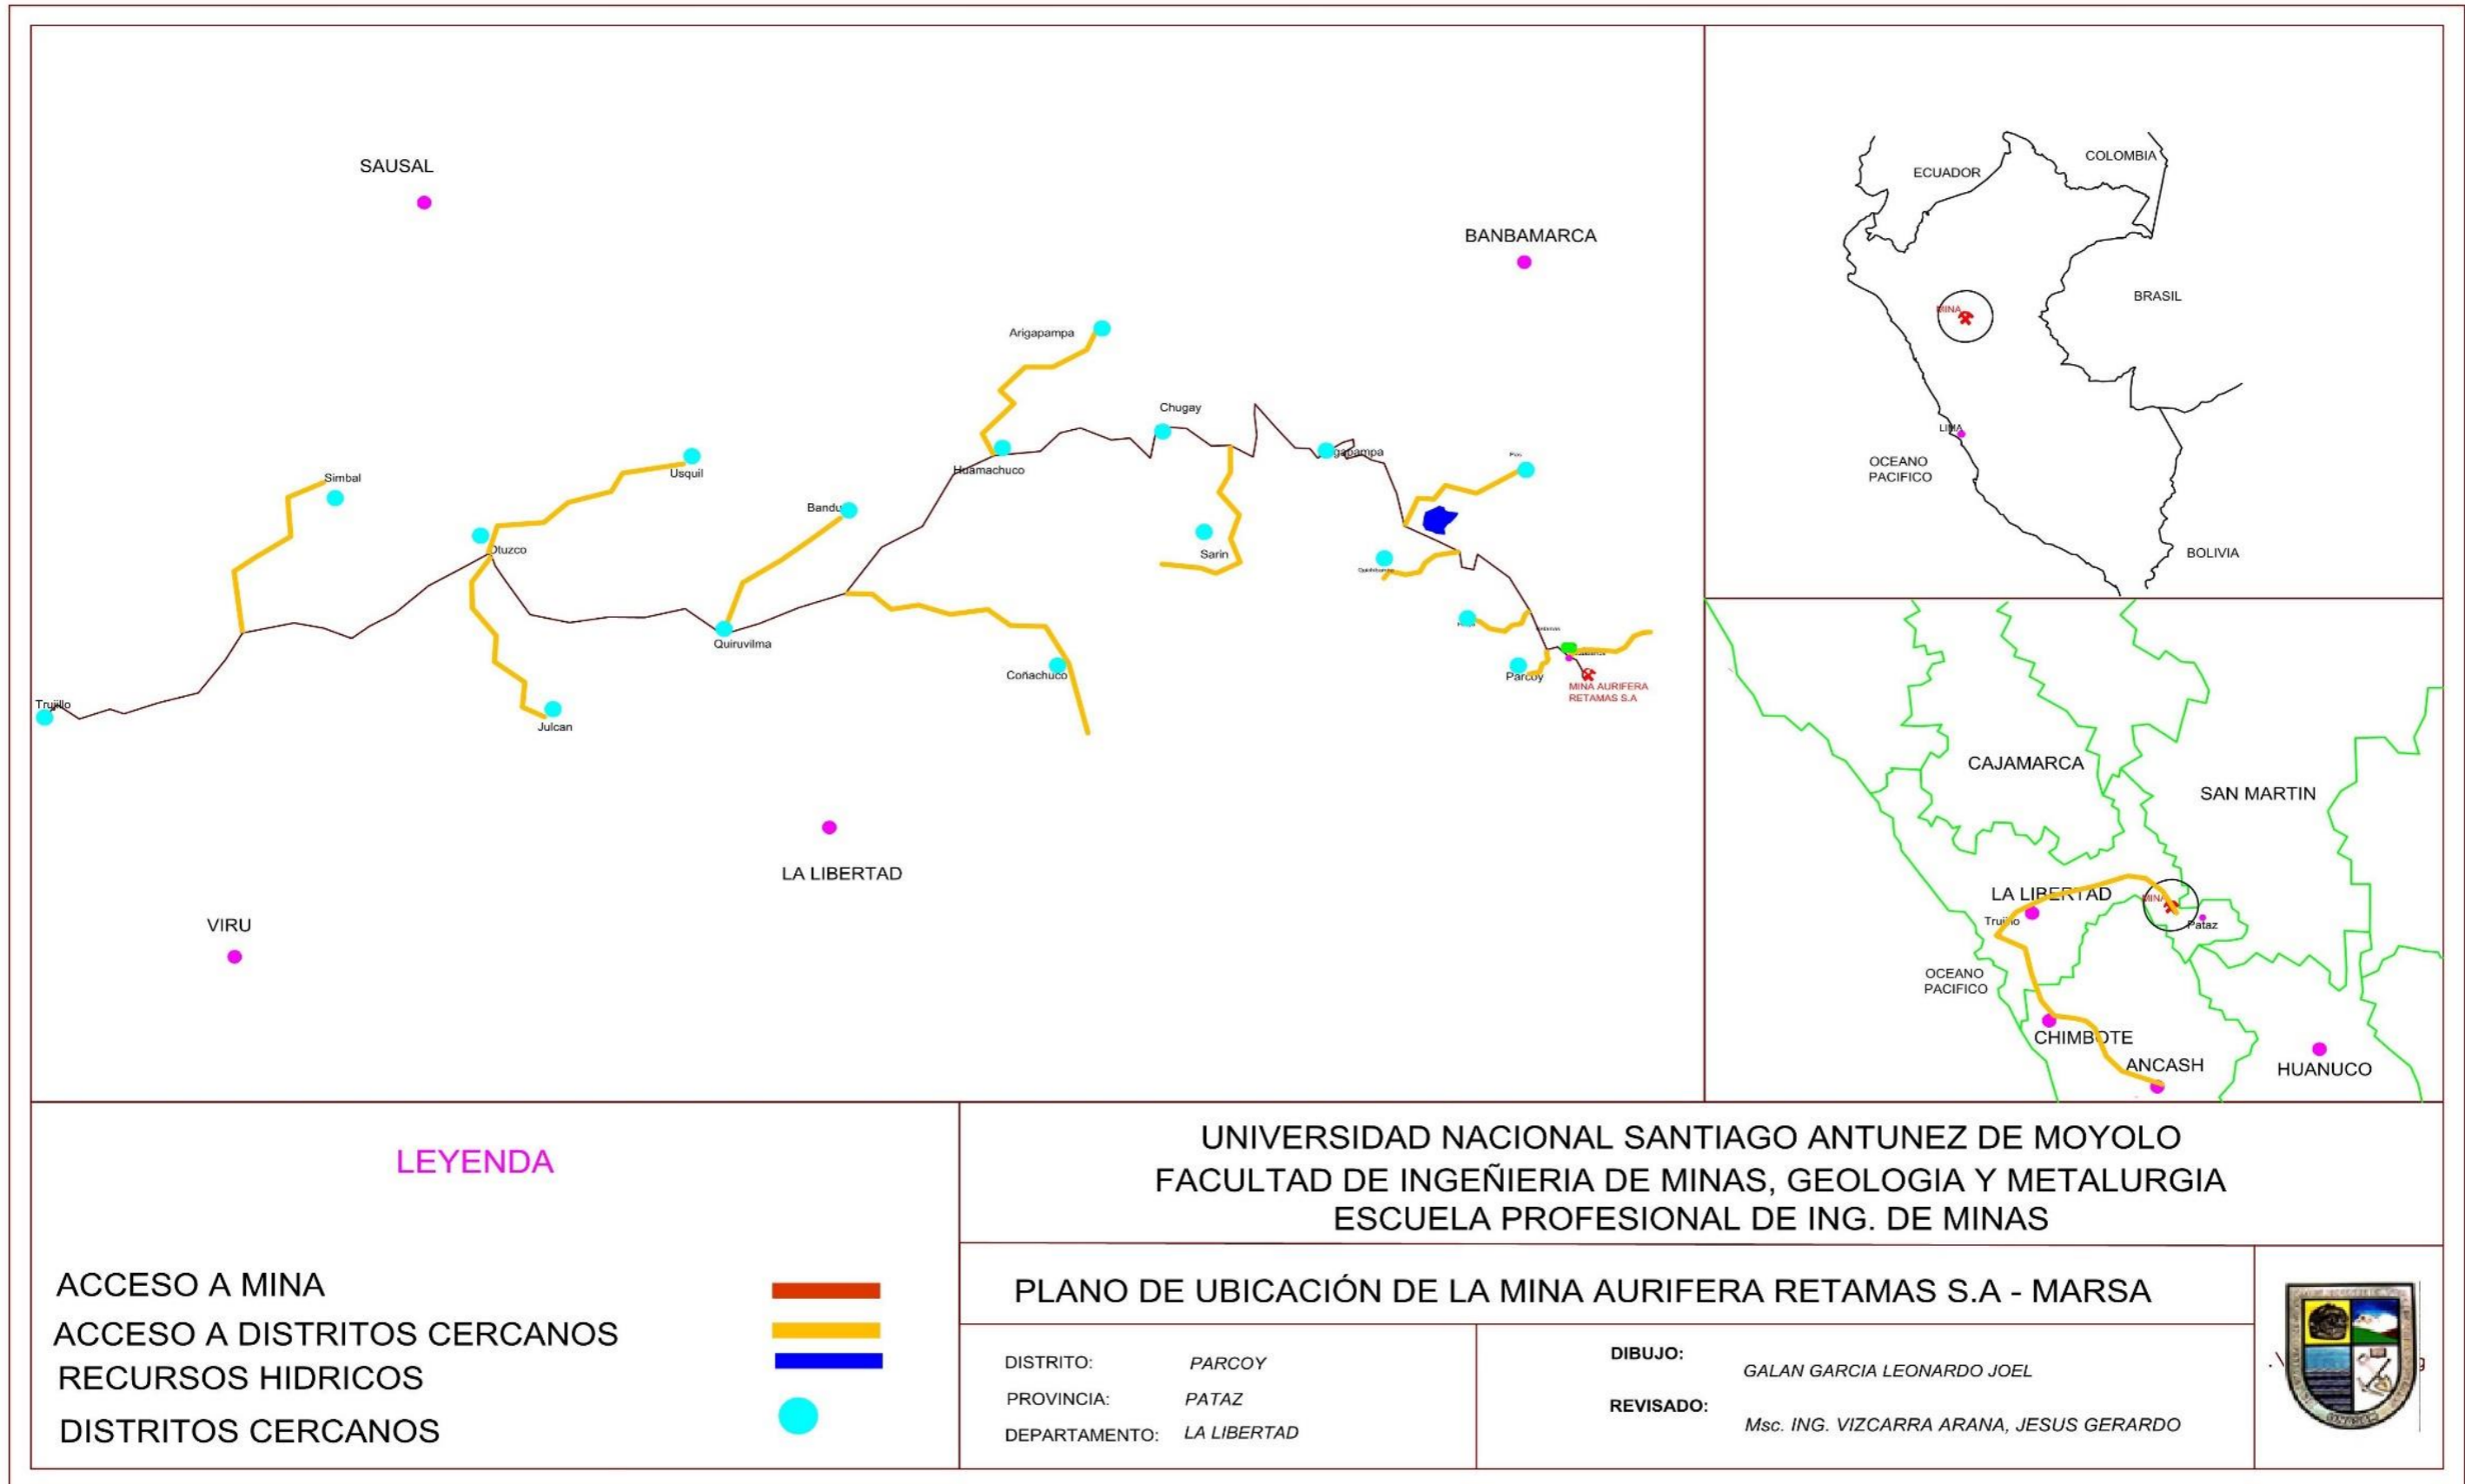 SAUSAL
BANBAMARCA
Arigapampa
Chugay
Huamachuco
gapampa
Simbal
Usquil
Bandu
Otuzco
Sarin
Quiruvilma
Coñachuco
Parcoy
MINA AURIFERA
RETAMAS S.A
Trujillo
Julcan
LA LIBERTAD
VIRU
ECUADOR
COLOMBIA
BRASIL
MINA
LIMA
OCEANO
PACIFICO
BOLIVIA
CAJAMARCA
SAN MARTIN
LA LIBERTAD
MINA
Trujillo
Pataz
OCEANO
PACIFICO
CHIMBOTE
ANCASH
HUANUCO
LEYENDA
ACCESO A MINA
ACCESO A DISTRITOS CERCANOS
RECURSOS HIDRICOS
DISTRITOS CERCANOS
UNIVERSIDAD NACIONAL SANTIAGO ANTUNEZ DE MOYOLO
FACULTAD DE INGEÑIERIA DE MINAS, GEOLOGIA Y METALURGIA
ESCUELA PROFESIONAL DE ING. DE MINAS
PLANO DE UBICACIÓN DE LA MINA AURIFERA RETAMAS S.A - MARSA
DISTRITO: PARCOY
PROVINCIA: PATAZ
DEPARTAMENTO: LA LIBERTAD
DIBUJO: GALAN GARCIA LEONARDO JOEL
REVISADO: Msc. ING. VIZCARRA ARANA, JESUS GERARDO